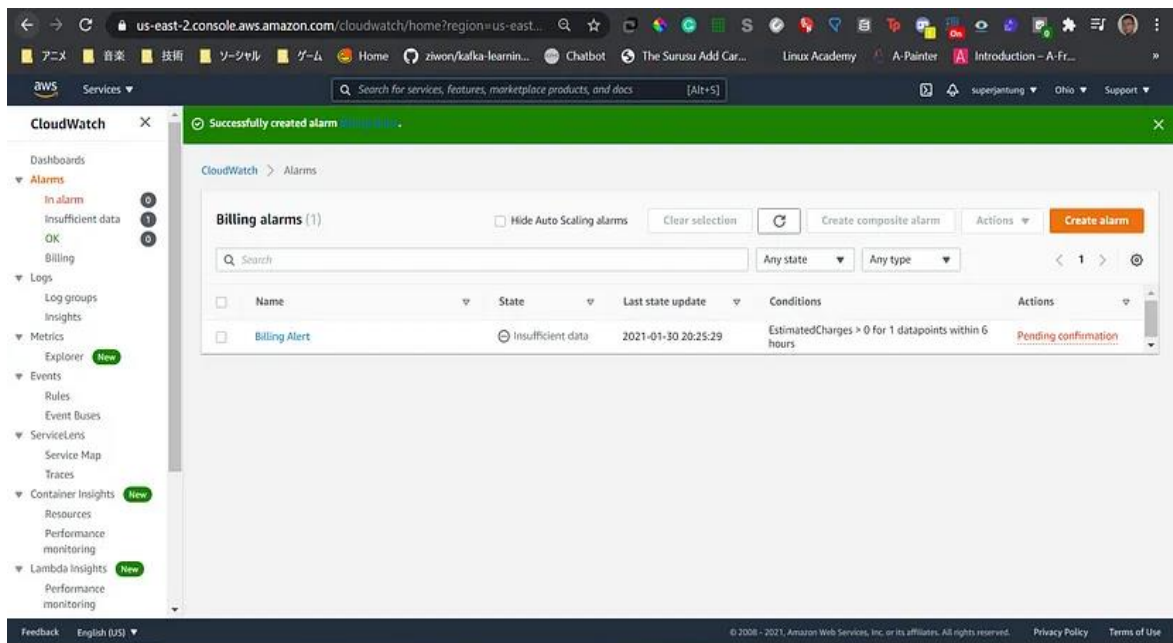 us-east-2.console.aws.amazon.com/cloudwatch/home?region=us-east...
アニメ 音楽 技術 ソーシャル ゲーム Home ziwon/kafka-learnin... Chatbot The Surusu Add Car... Linux Academy A-Painter Introduction – A-Fr... »
aws Services Search for services, features, marketplace products, and docs [Alt+S] superjantung Ohio Support
CloudWatch
Successfully created alarm
Dashboards
Alarms
In alarm 0
Insufficient data 1
OK 0
Billing
Logs
Log groups
Insights
Metrics
Explorer New
Events
Rules
Event Buses
ServiceLens
Service Map
Traces
Container Insights New
Resources
Performance
monitoring
Lambda Insights New
Performance
monitoring
CloudWatch > Alarms
Billing alarms (1) Hide Auto Scaling alarms Clear selection Create composite alarm Actions Create alarm
Search Any state Any type < 1 >
Name State Last state update Conditions Actions
Billing Alert Insufficient data 2021-01-30 20:25:29 EstimatedCharges > 0 for 1 datapoints within 6 Pending confirmation
hours
Feedback English (US) © 2008 - 2021, Amazon Web Services, Inc. or its affiliates. All rights reserved. Privacy Policy Terms of Use